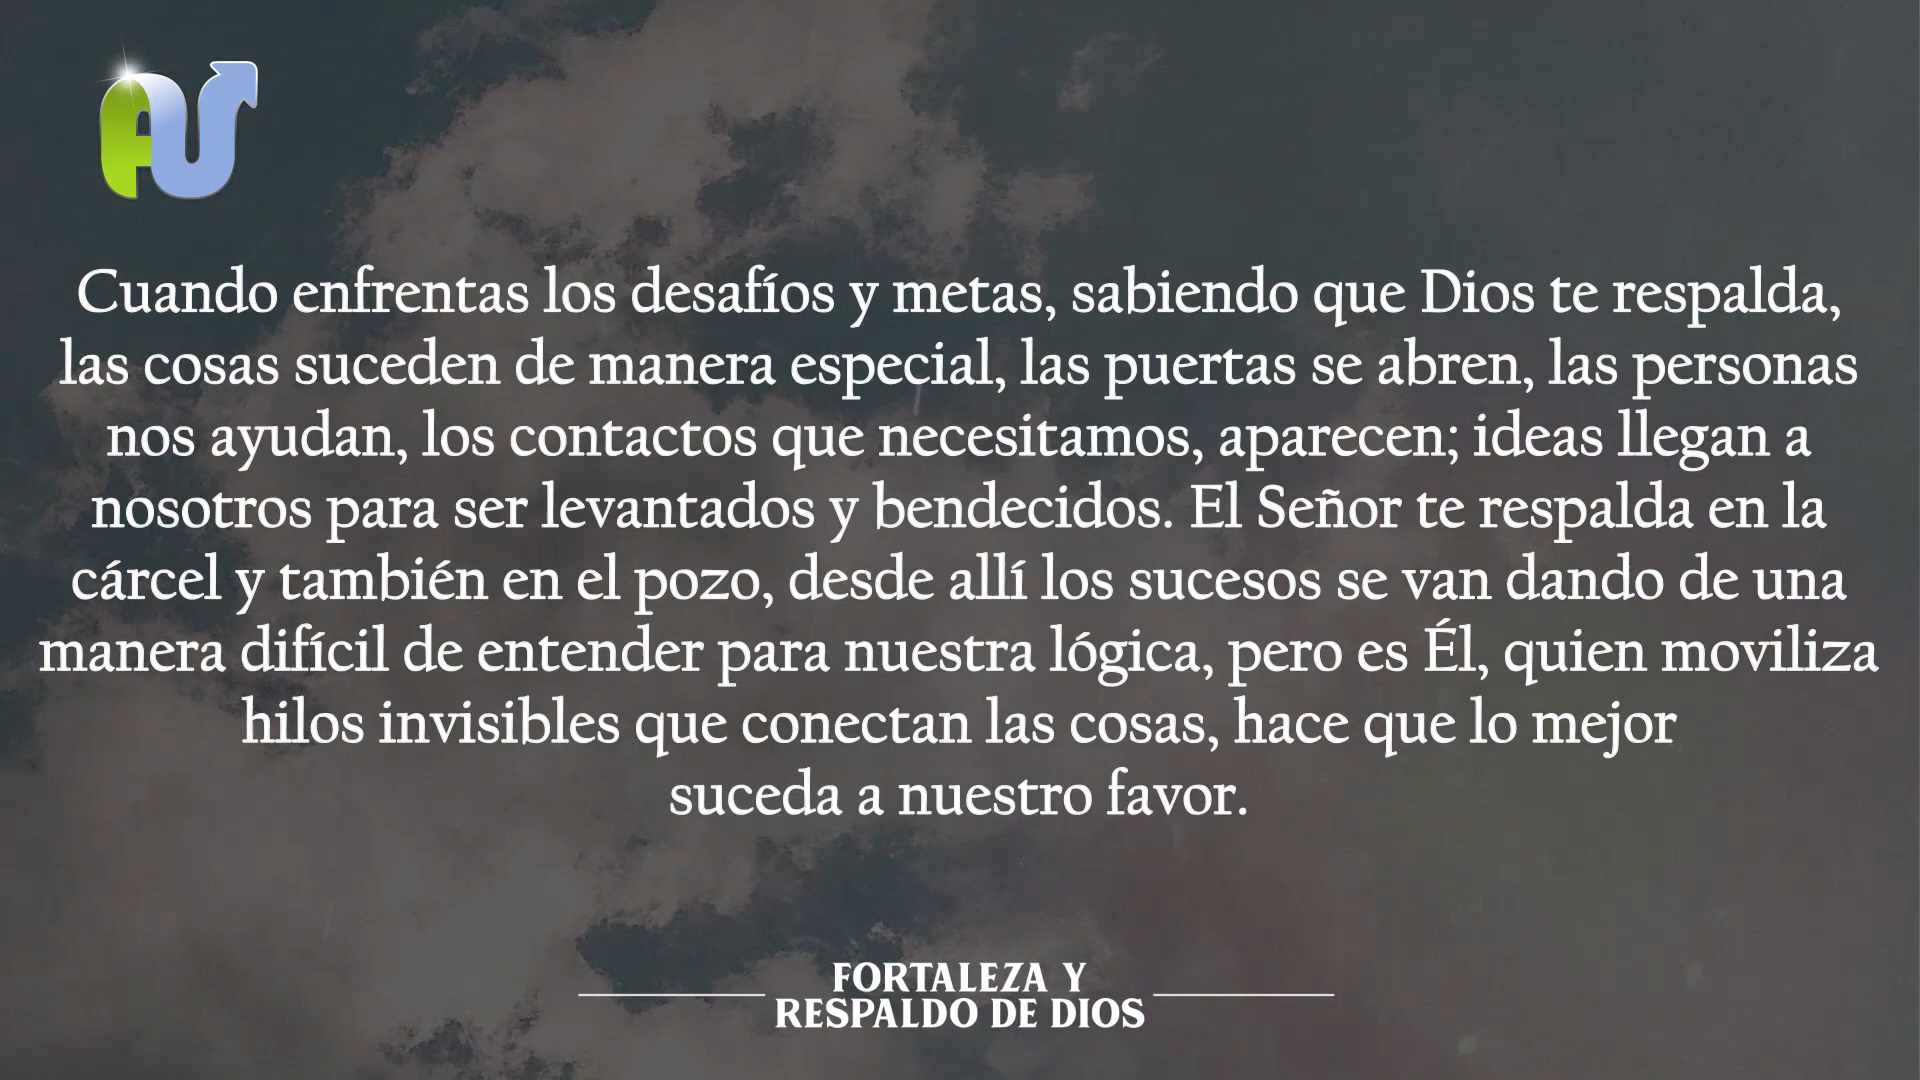 AU
Cuando enfrentas los desafíos y metas, sabiendo que Dios te respalda,
las cosas suceden de manera especial, las puertas se abren, las personas
nos ayudan, los contactos que necesitamos, aparecen; ideas llegan a
nosotros para ser levantados y bendecidos. El Señor te respalda en la
cárcel y también en el pozo, desde allí los sucesos se van dando de una
manera difícil de entender para nuestra lógica, pero es Él, quien moviliza
hilos invisibles que conectan las cosas, hace que lo mejor
suceda a nuestro favor.
FORTALEZA Y
RESPALDO DE DIOS